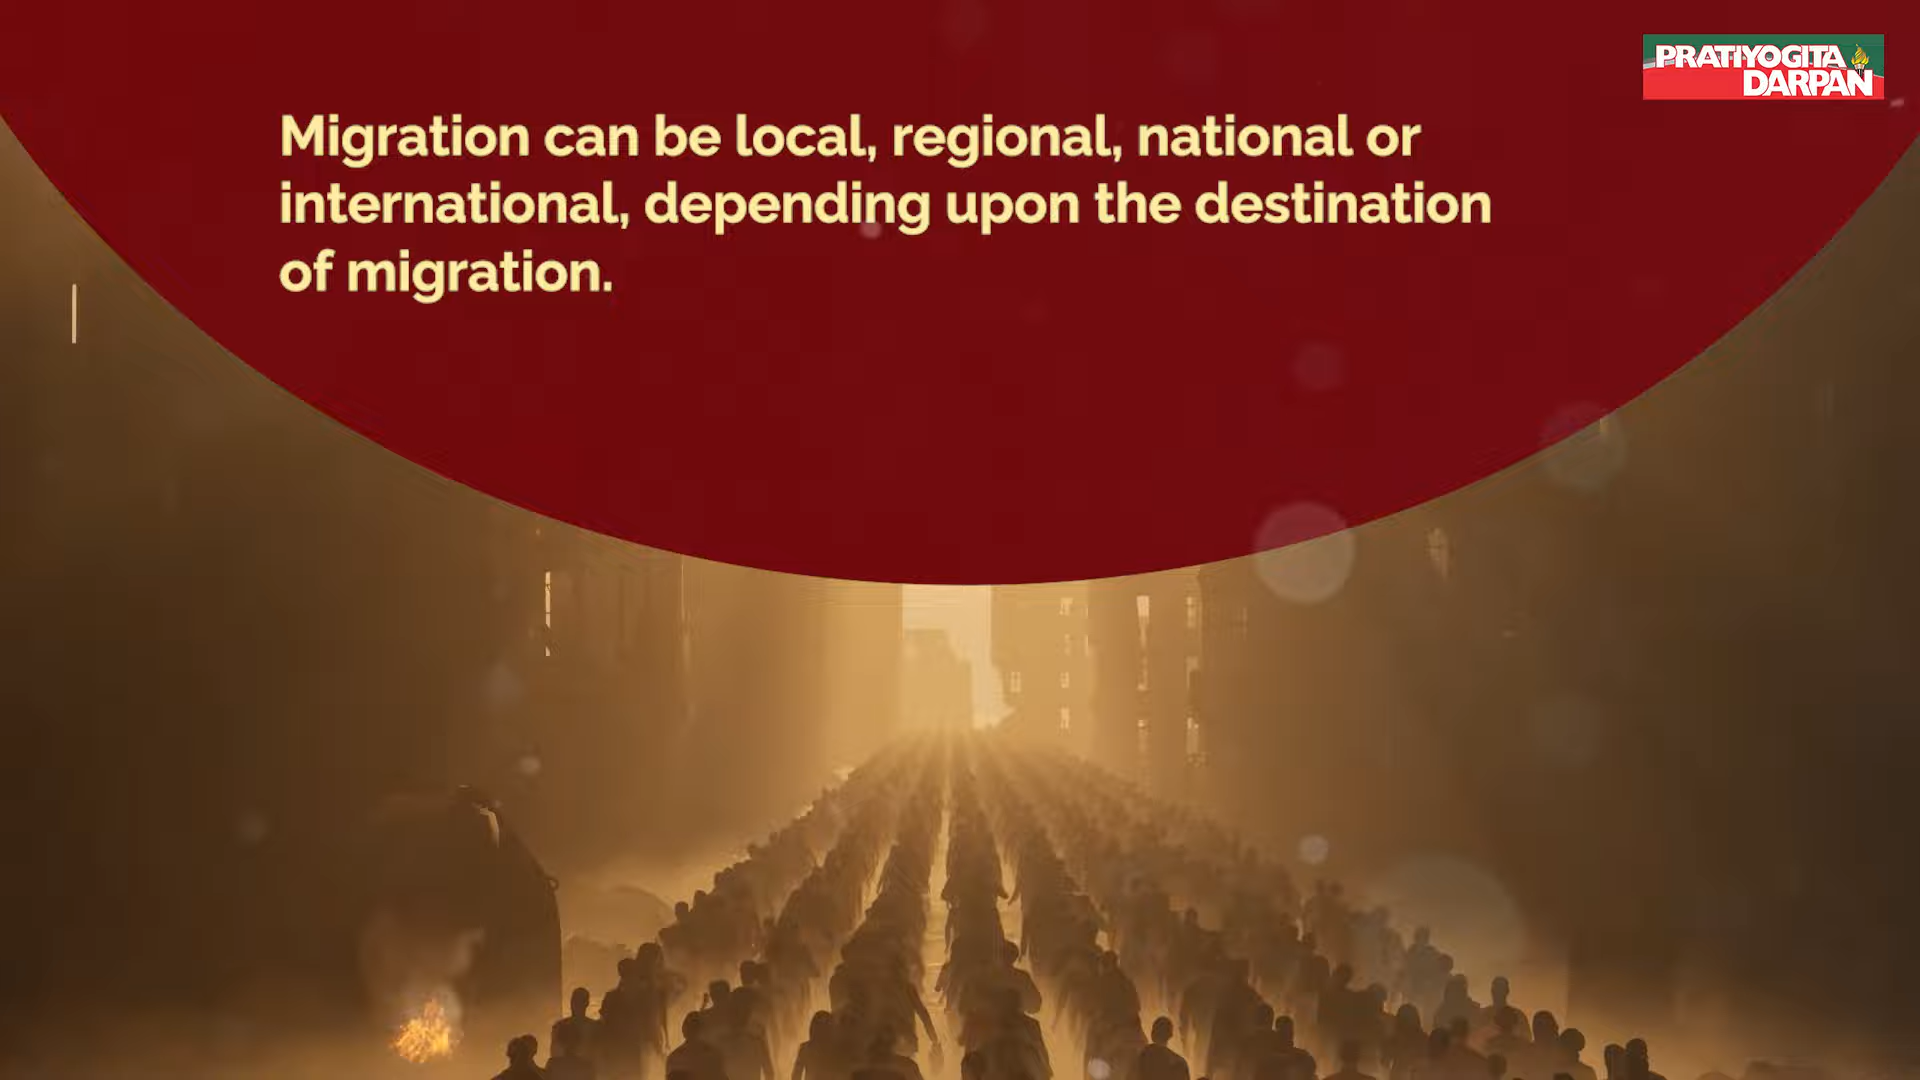 PRATIYOGITA
DARPAN
Migration can be local, regional, national or
international, depending upon the destination
of migration.